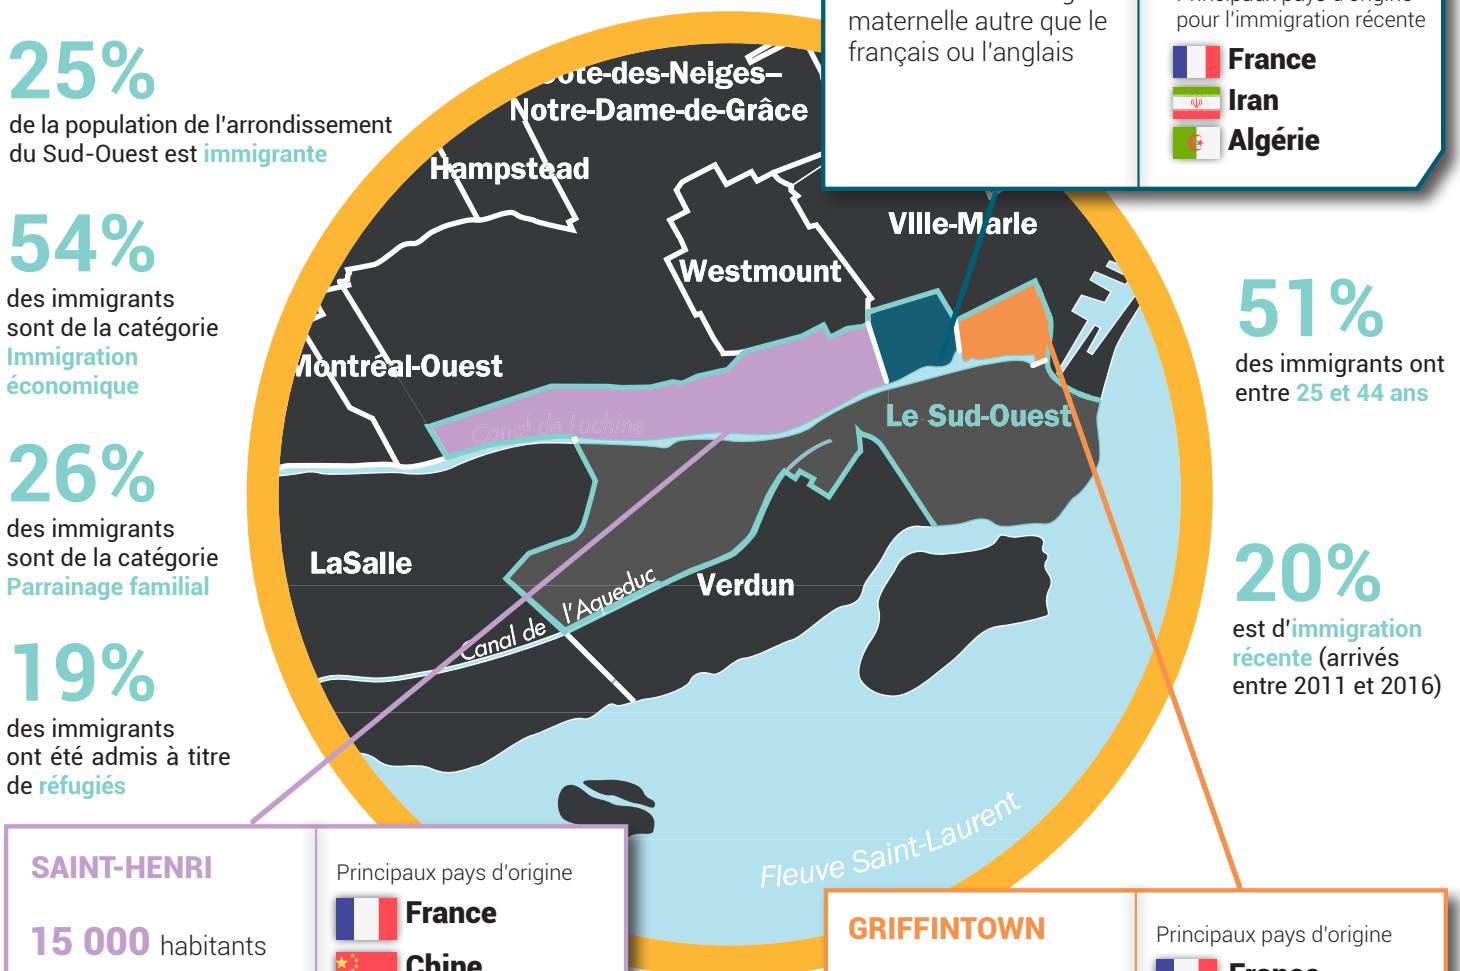 maternelle autre que le
français ou l'anglais
pour l'immigration récente
France
Iran
Algérie
25%
de la population de l'arrondissement
du Sud-Ouest est immigrante
54%
des immigrants
sont de la catégorie
Immigration
économique
26%
des immigrants
sont de la catégorie
Parrainage familial
19%
des immigrants
ont été admis à titre
de réfugiés
Notre-Dame-de-Grâce
Hampstead
VIlle-Marle
Westmount
Montréal-Ouest
Canal de Lachine
Le Sud-Ouest
LaSalle
Verdun
Canal de l'Aqueduc
Fleuve Saint-Laurent
51%
des immigrants ont
entre 25 et 44 ans
20%
est d'immigration
récente (arrivés
entre 2011 et 2016)
SAINT-HENRI
15 000 habitants
Principaux pays d'origine
France
Chine
GRIFFINTOWN
Principaux pays d'origine
France